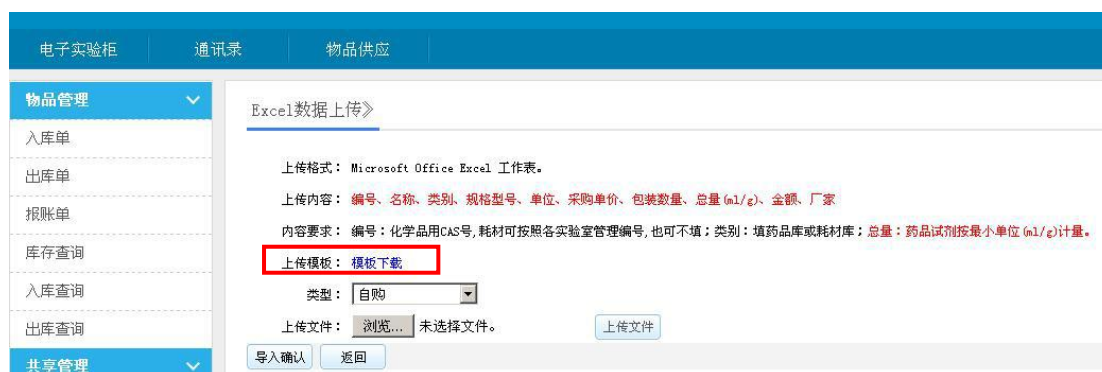 电子实验柜 通讯录 物品供应
物品管理
入库单
出库单
报账单
库存查询
入库查询
出库查询
共享管理
Excel数据上传》
上传格式： Microsoft Office Excel 工作表。
上传内容： 编号、名称、类别、规格型号、单位、采购单价、包装数量、总量(ml/g)、金额、厂家
内容要求： 编号：化学品用CAS号,耗材可按照各实验室管理编号,也可不填；类别：填药品库或耗材库；总量：药品试剂按最小单位(ml/g)计量。
上传模板： 模板下载
类型： 自购
上传文件： 浏览... 未选择文件。 上传文件
导入确认 返回